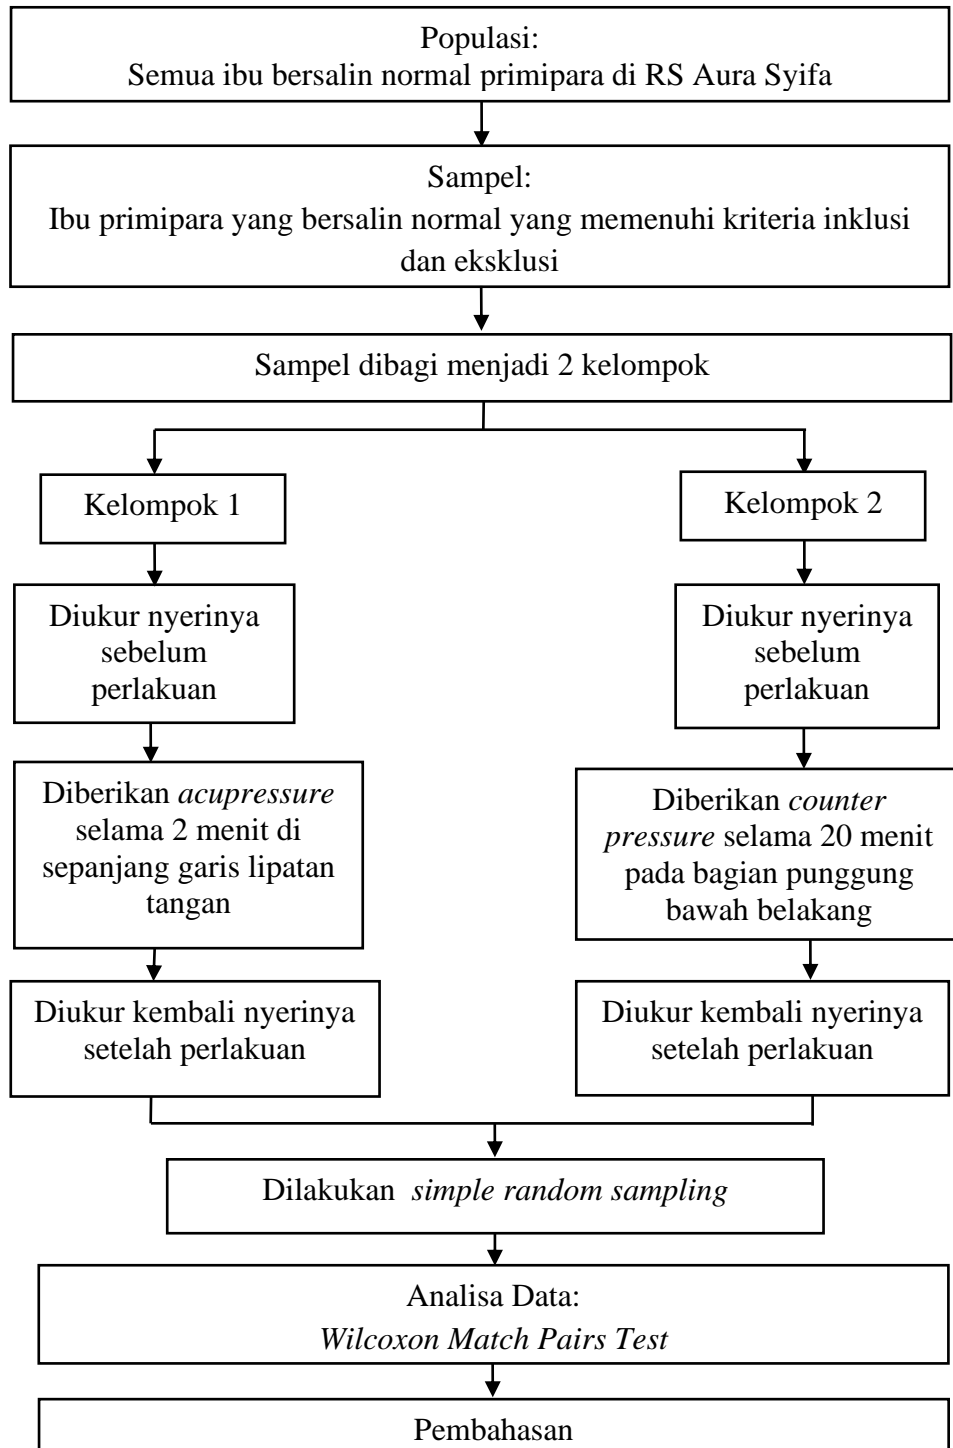 Populasi:
Semua ibu bersalin normal primipara di RS Aura Syifa
Sampel:
Ibu primipara yang bersalin normal yang memenuhi kriteria inklusi
dan eksklusi
Sampel dibagi menjadi 2 kelompok
Kelompok 1
Kelompok 2
Diukur nyerinya
sebelum
perlakuan
Diukur nyerinya
sebelum
perlakuan
Diberikan acupressure
selama 2 menit di
sepanjang garis lipatan
tangan
Diberikan counter
pressure selama 20 menit
pada bagian punggung
bawah belakang
Diukur kembali nyerinya
setelah perlakuan
Diukur kembali nyerinya
setelah perlakuan
Dilakukan simple random sampling
Analisa Data:
Wilcoxon Match Pairs Test
Pembahasan